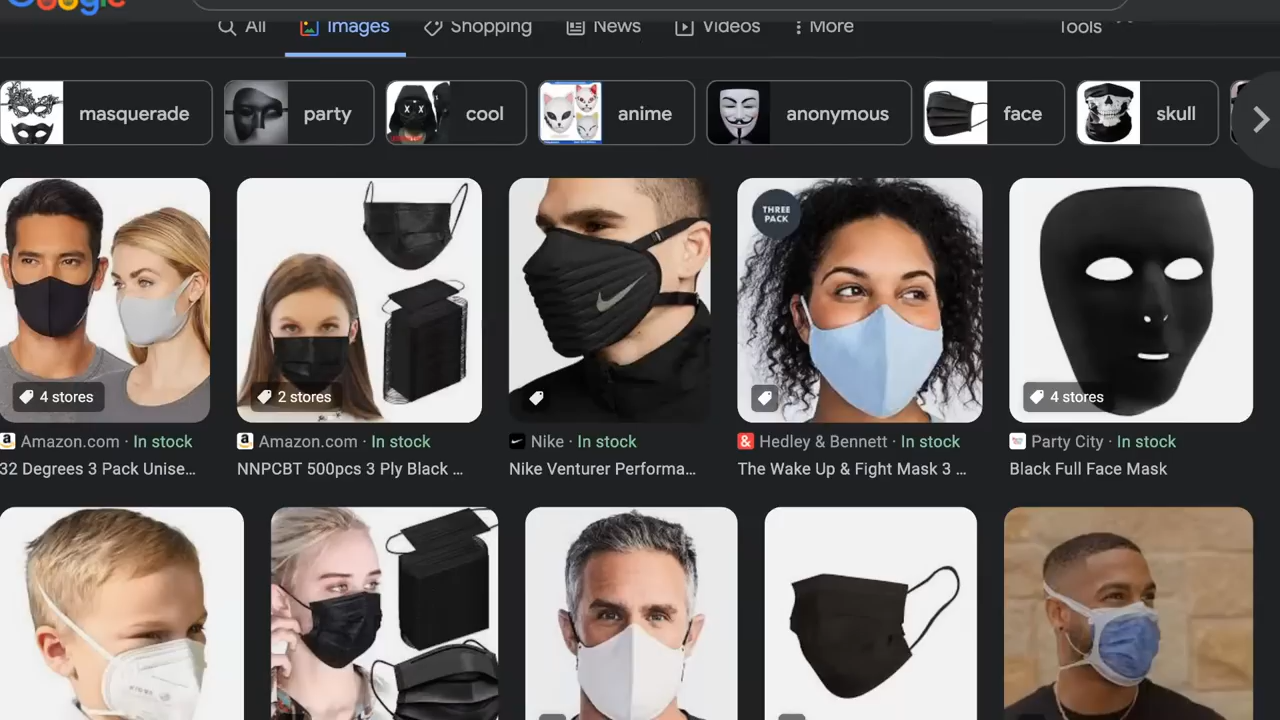 Google
All
Images
Shopping
News
Videos
More
Tools
masquerade
party
cool
anime
anonymous
face
skull
THREE
PACK
4 stores
2 stores
4 stores
Amazon.com · In stock
Amazon.com · In stock
Nike · In stock
Hedley & Bennett · In stock
Party City · In stock
32 Degrees 3 Pack Unise...
NNPCBT 500pcs 3 Ply Black ...
Nike Venturer Performa...
The Wake Up & Fight Mask 3 ...
Black Full Face Mask